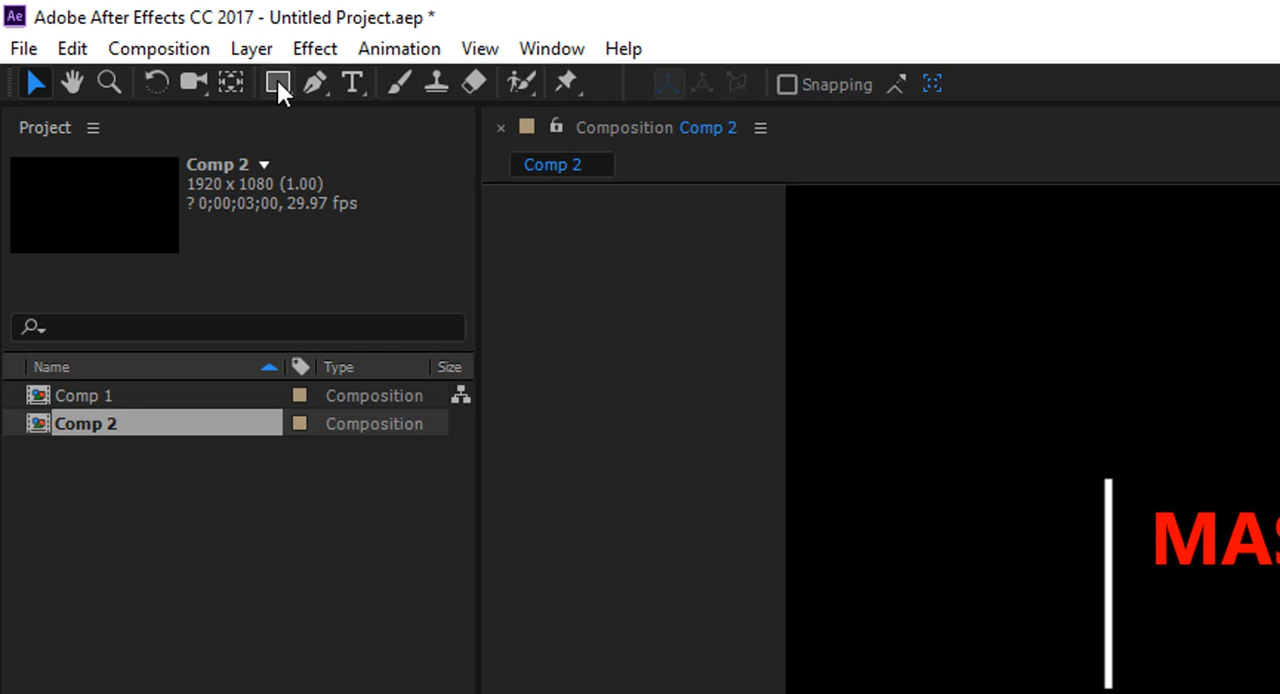 Ae Adobe After Effects CC 2017 - Untitled Project.aep *
File Edit Composition Layer Effect Animation View Window Help
T Snapping
Project
× Composition Comp 2
Comp 2
1920 x 1080 (1.00)
? 0;00;03;00, 29.97 fps
Comp 2
Name Type Size
Comp 1 Composition
Comp 2 Composition
MAS